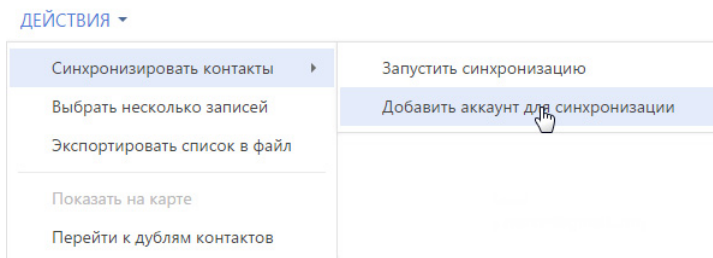 ДЕЙСТВИЯ
Синхронизировать контакты
Запустить синхронизацию
Выбрать несколько записей
Добавить аккаунт для синхронизации
Экспортировать список в файл
Показать на карте
Перейти к дублям контактов